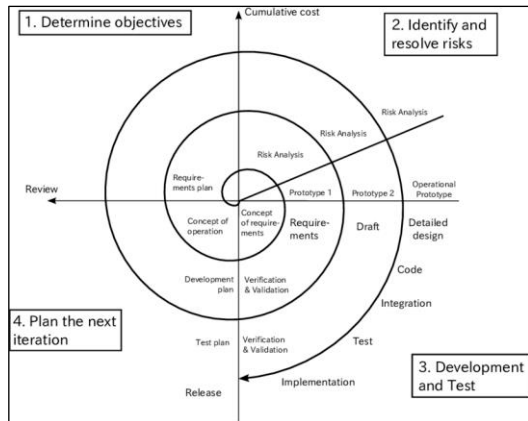 1. Determine objectives
Cumulative cost
2. Identify and
resolve risks
Risk Analysis
Risk Analysis
Risk Analysis
Require-
ments plan
Review
Prototype 1
Prototype 2
Operational
Prototype
Concept of
operation
Concept
of require-
ments
Requirements
Draft
Detailed
design
Code
Development
plan
Verification
& Validation
Integration
4. Plan the next
iteration
Test plan
Verification
& Validation
Test
3. Development
and Test
Implementation
Release